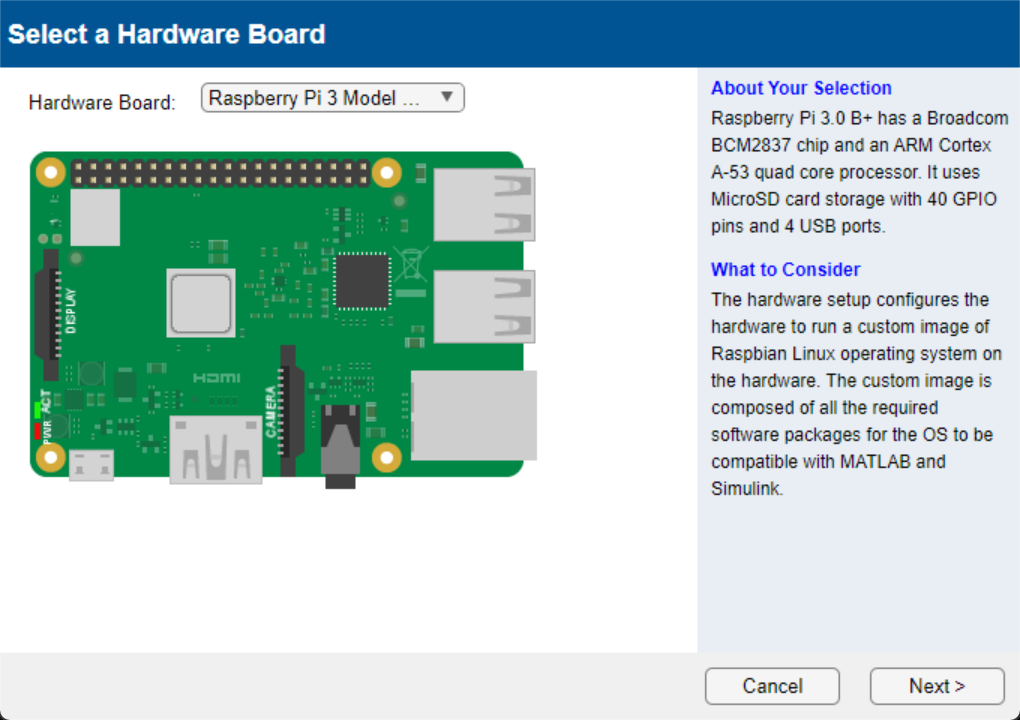 Select a Hardware Board
Hardware Board: Raspberry Pi 3 Model ...
DISPLAY
HDMI
CAMERA
ACT
PWR
About Your Selection
Raspberry Pi 3.0 B+ has a Broadcom
BCM2837 chip and an ARM Cortex
A-53 quad core processor. It uses
MicroSD card storage with 40 GPIO
pins and 4 USB ports.
What to Consider
The hardware setup configures the
hardware to run a custom image of
Raspbian Linux operating system on
the hardware. The custom image is
composed of all the required
software packages for the OS to be
compatible with MATLAB and
Simulink.
Cancel
Next >